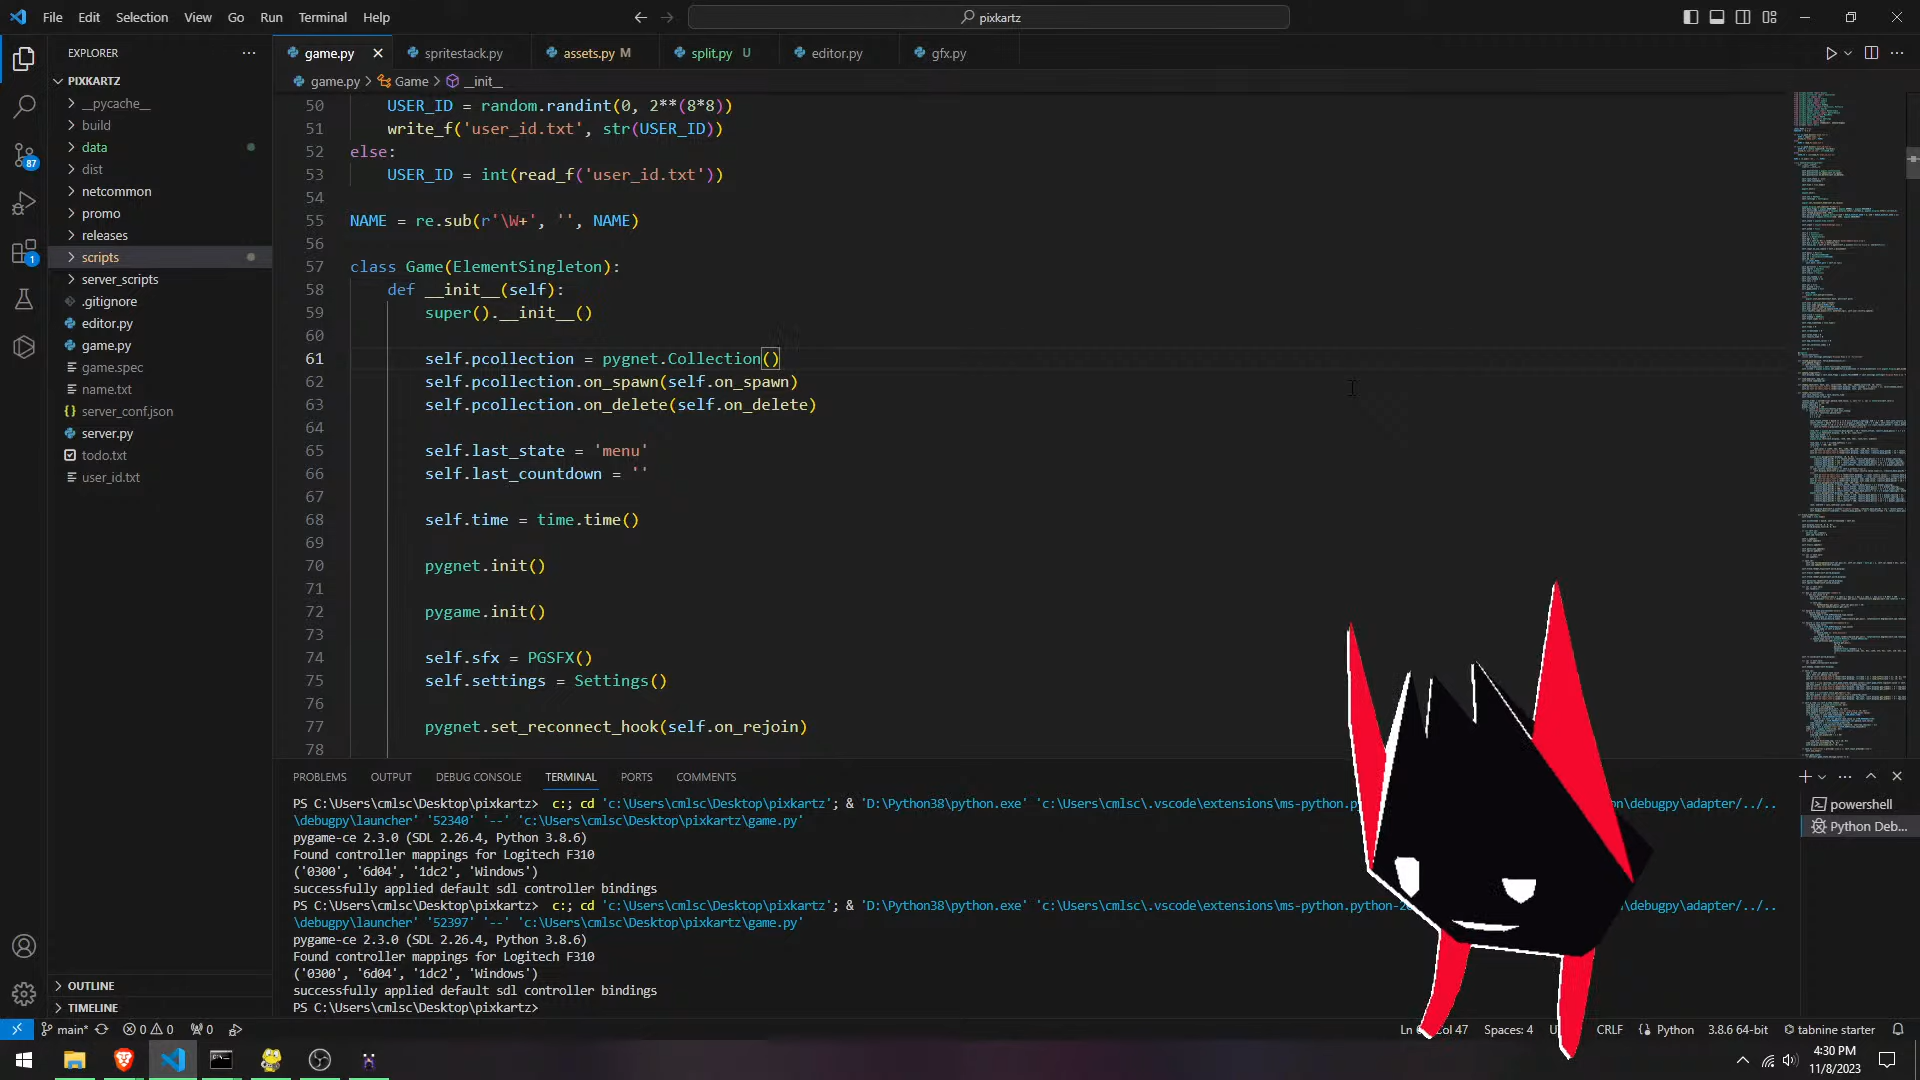 File Edit Selection View Go Run Terminal Help
pixkartz
EXPLORER
PIXKARTZ
__pycache__
build
data
dist
netcommon
promo
releases
scripts
server_scripts
.gitignore
editor.py
game.py
game.spec
name.txt
server_conf.json
server.py
todo.txt
user_id.txt
OUTLINE
TIMELINE
87
1
game.py spritestack.py assets.py M split.py U editor.py gfx.py
game.py > Game > __init__
50 USER_ID = random.randint(0, 2**(8*8))
51 write_f('user_id.txt', str(USER_ID))
52 else:
53 USER_ID = int(read_f('user_id.txt'))
54
55 NAME = re.sub(r'\W+', '', NAME)
56
57 class Game(ElementSingleton):
58 def __init__(self):
59 super().__init__()
60
61 self.pcollection = pygnet.Collection()
62 self.pcollection.on_spawn(self.on_spawn)
63 self.pcollection.on_delete(self.on_delete)
64
65 self.last_state = 'menu'
66 self.last_countdown = ''
67
68 self.time = time.time()
69
70 pygnet.init()
71
72 pygame.init()
73
74 self.sfx = PGSFX()
75 self.settings = Settings()
76
77 pygnet.set_reconnect_hook(self.on_rejoin)
78
PROBLEMS OUTPUT DEBUG CONSOLE TERMINAL PORTS COMMENTS
PS C:\Users\cmlsc\Desktop\pixkartz> c:; cd 'c:\Users\cmlsc\Desktop\pixkartz'; & 'D:\Python38\python.exe' 'c:\Users\cmlsc\.vscode\extensions\ms-python.p on\debugpy\adapter/../..
\debugpy\launcher' '52340' '--' 'c:\Users\cmlsc\Desktop\pixkartz\game.py'
pygame-ce 2.3.0 (SDL 2.26.4, Python 3.8.6)
Found controller mappings for Logitech F310
('0300', '6d04', '1dc2', 'Windows')
successfully applied default sdl controller bindings
PS C:\Users\cmlsc\Desktop\pixkartz> c:; cd 'c:\Users\cmlsc\Desktop\pixkartz'; & 'D:\Python38\python.exe' 'c:\Users\cmlsc\.vscode\extensions\ms-python.python-2 \debugpy\adapter/../..
\debugpy\launcher' '52397' '--' 'c:\Users\cmlsc\Desktop\pixkartz\game.py'
pygame-ce 2.3.0 (SDL 2.26.4, Python 3.8.6)
Found controller mappings for Logitech F310
('0300', '6d04', '1dc2', 'Windows')
successfully applied default sdl controller bindings
PS C:\Users\cmlsc\Desktop\pixkartz>
powershell
Python Deb...
main* 0 0 0 Col 47 Spaces: 4 CRLF Python 3.8.6 64-bit tabnine starter
4:30 PM
11/8/2023